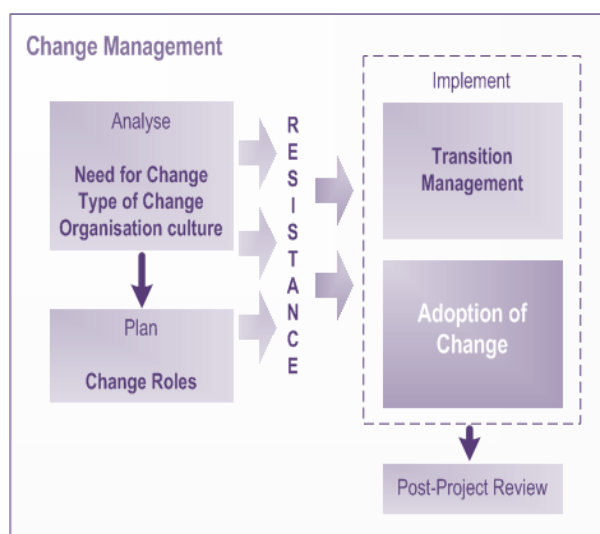 Change Management
Analyse
Need for Change
Type of Change
Organisation culture
Plan
Change Roles
RESISTANCE
Implement
Transition
Management
Adoption of
Change
Post-Project Review